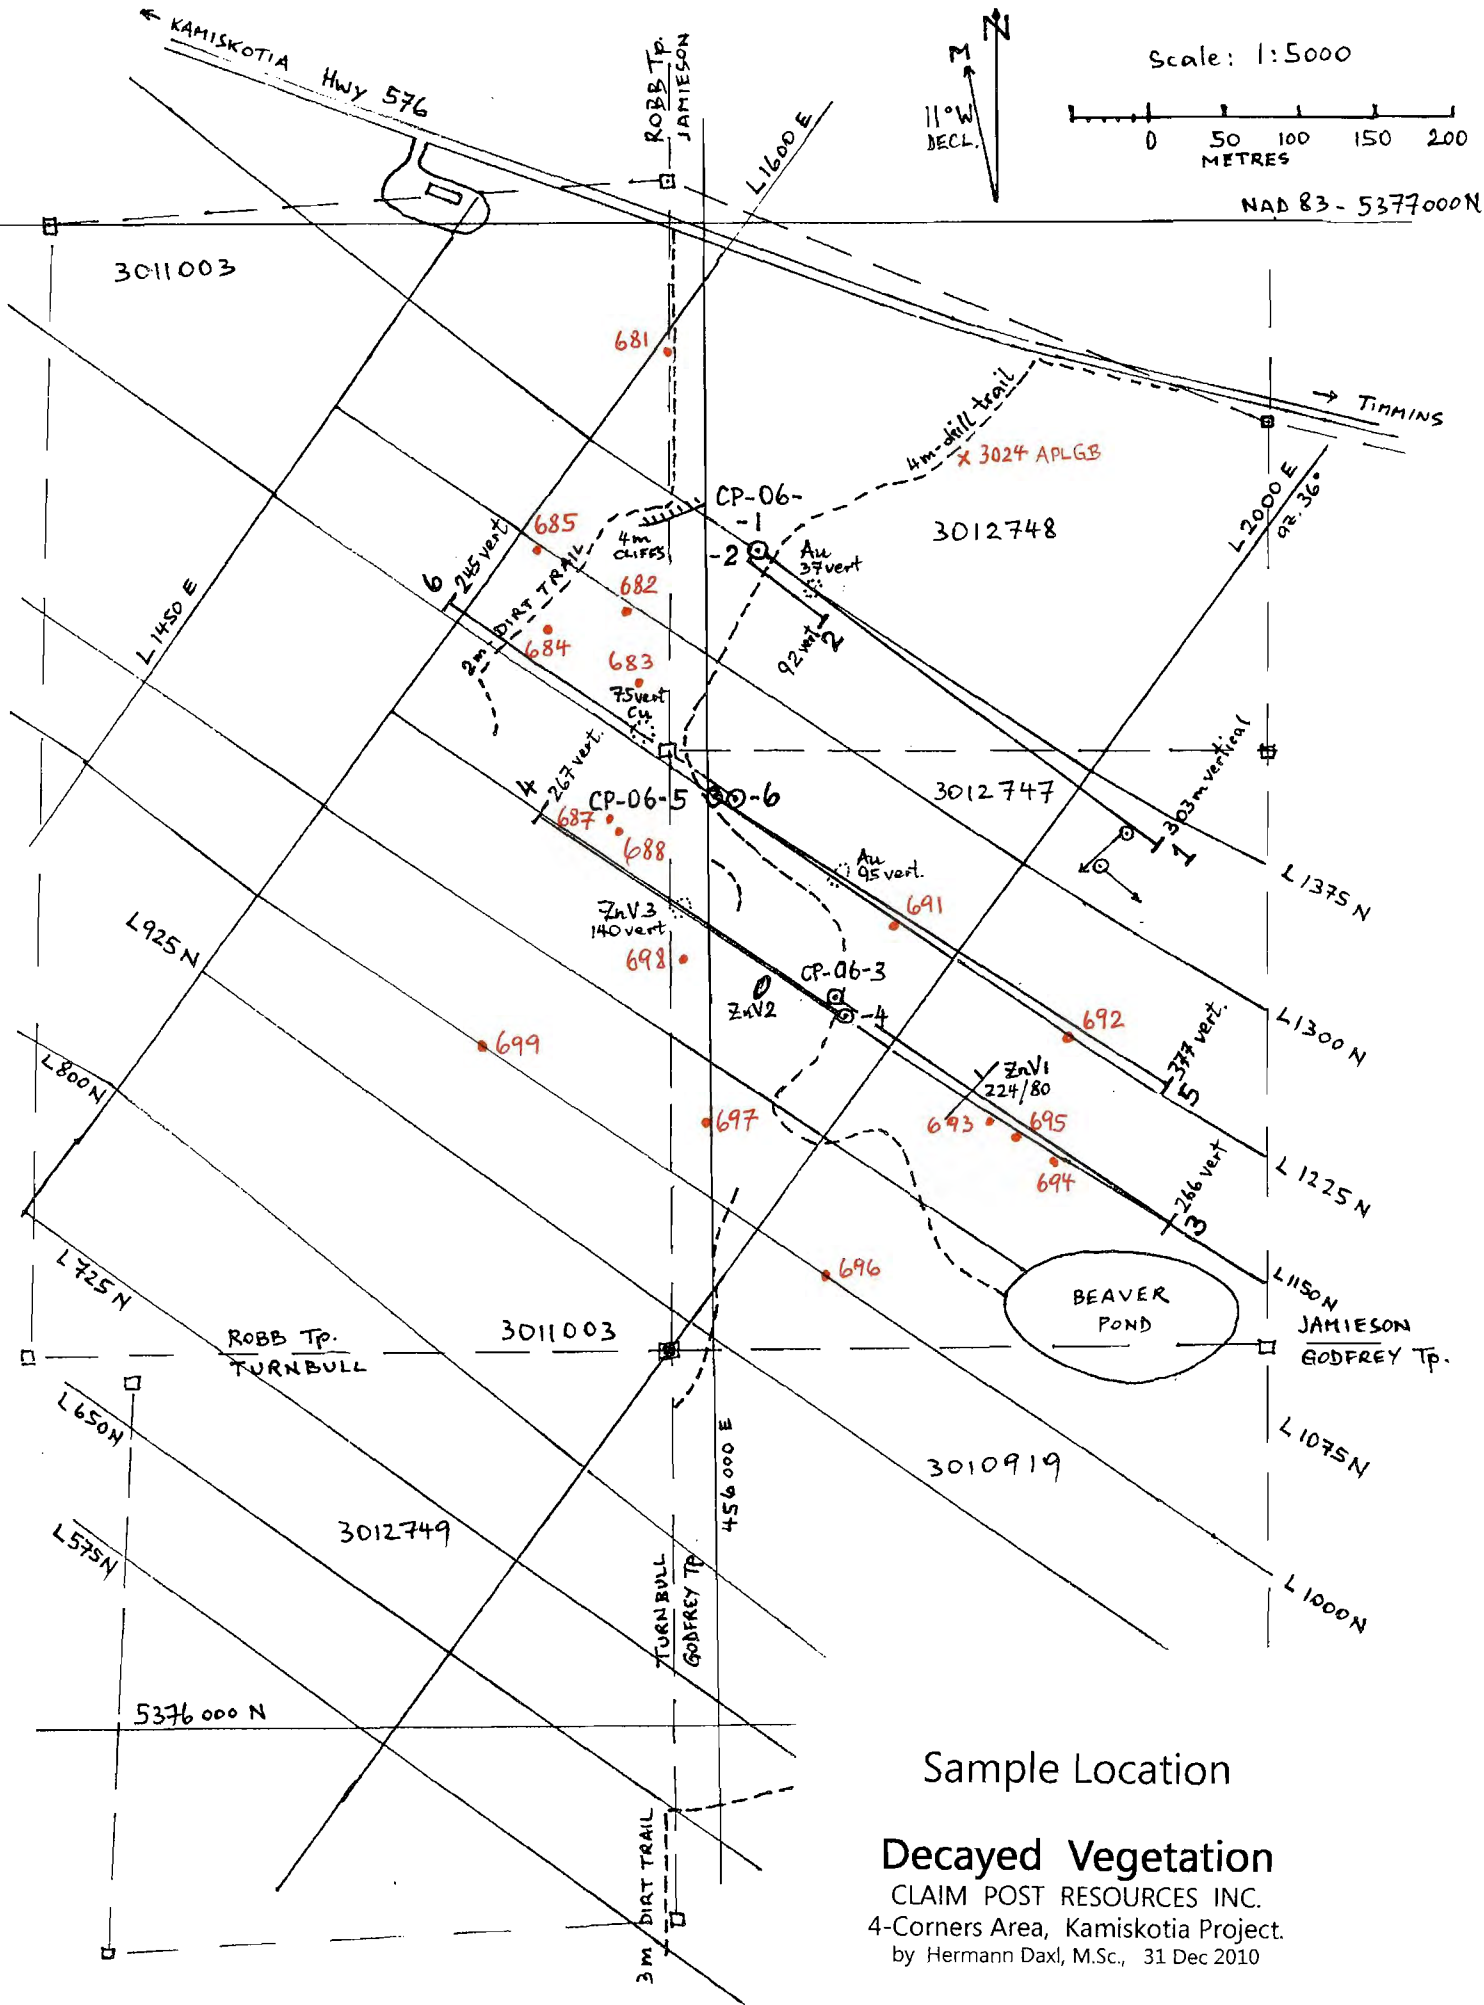 KAMISKOTIA
Hwy 576
ROBB Tp.
JAMIESON
L1600 E
M
N
11°W
DECL.
Scale: 1:5000
0 50 100 150 200
METRES
NAD 83 - 5377000N
3011003
681
4m-drill trail
TIMMINS
x 3024 APLGB
L2000 E
az. 36°
CP-06-
-1
-2
3012748
685
4m
CLIFFS
Au
37 vert
6
245 vert
2m - DIRT TRAIL
682
92 vert
2
L1450 E
684
683
75 vert
Cu
303 m vertical
1
4
267 vert.
CP-06-5
-6
3012747
687
688
Au
95 vert.
L 1375 N
ZnV3
140 vert
691
L925N
698
CP-06-3
-4
ZnV2
692
L1300 N
377 vert.
5
699
L800N
ZnV1
224/80
693
695
694
697
L 1225 N
266 vert
3
L725N
696
BEAVER
POND
L1150N
ROBB Tp.
TURNBULL
3011003
JAMIESON
GODFREY Tp.
L650N
L 1075N
456000 E
3010919
3012749
L575N
TURNBULL
GODFREY Tp
L 1000N
5376000 N
3m DIRT TRAIL
Sample Location
Decayed Vegetation
CLAIM POST RESOURCES INC.
4-Corners Area, Kamiskotia Project.
by Hermann Daxl, M.Sc., 31 Dec 2010